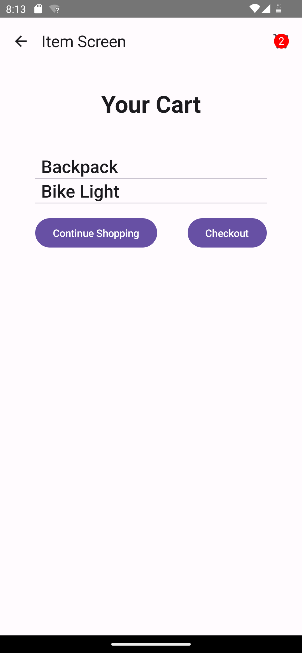 8:13
Item Screen
2
Your Cart
Backpack
Bike Light
Continue Shopping
Checkout